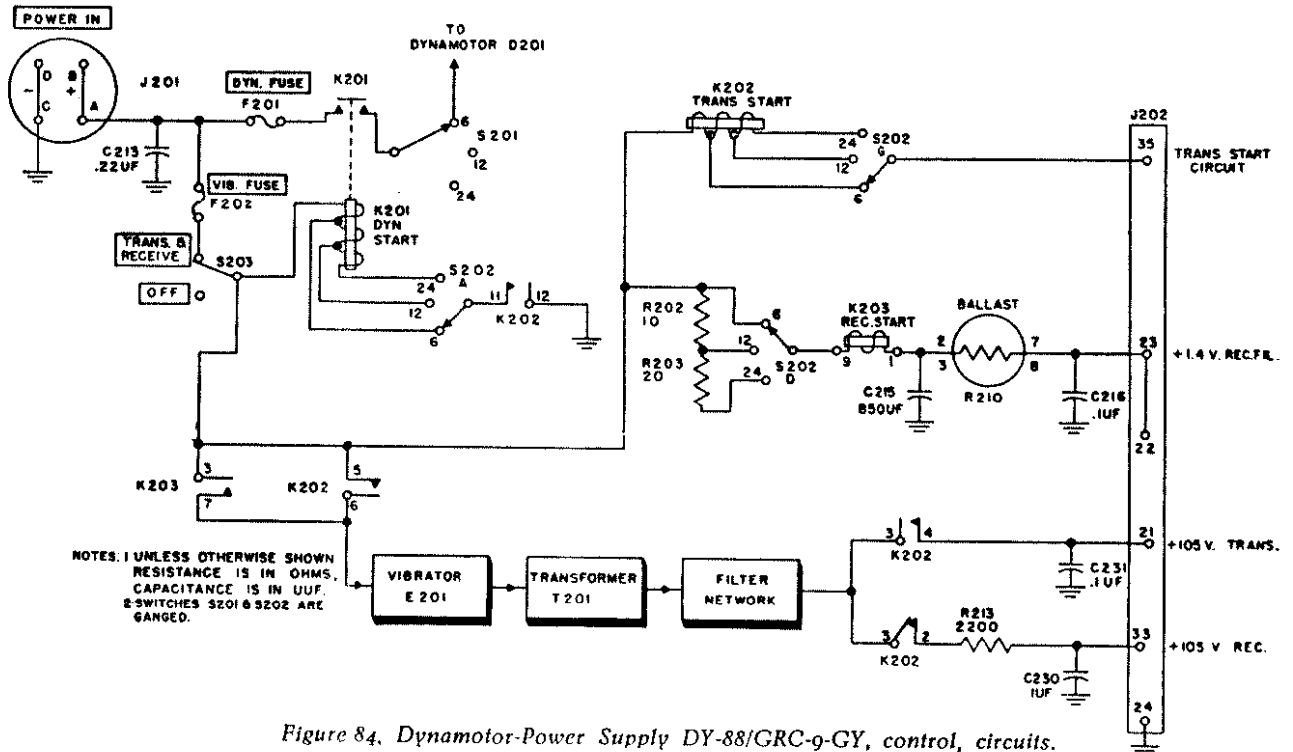 POWER IN
D
B
-
+
C
A
J201
C213
.22UF
DYN. FUSE
F201
K201
TO
DYNAMOTOR D201
6
S201
12
24
VIB. FUSE
F202
TRANS. &
RECEIVE
S203
OFF
K201
DYN
START
24
S202
A
12
6
11
12
K202
K202
TRANS START
24
S202
G
12
6
J202
35
TRANS START
CIRCUIT
R202
10
R203
20
6
12
24
S202
D
K203
REC. START
9
1
C215
850UF
BALLAST
2
3
7
8
R210
C216
.1UF
23
+1.4 V. REC. FIL.
22
K203
3
7
K202
5
6
NOTES: 1 UNLESS OTHERWISE SHOWN
RESISTANCE IS IN OHMS,
CAPACITANCE IS IN UUF.
2-SWITCHES S201 & S202 ARE
GANGED.
VIBRATOR
E201
TRANSFORMER
T201
FILTER
NETWORK
3
4
K202
21
+105 V. TRANS.
C231
.1UF
3
2
K202
R213
2200
33
+105 V REC.
C230
1UF
24
Figure 84. Dynamotor-Power Supply DY-88/GRC-9-GY, control, circuits.